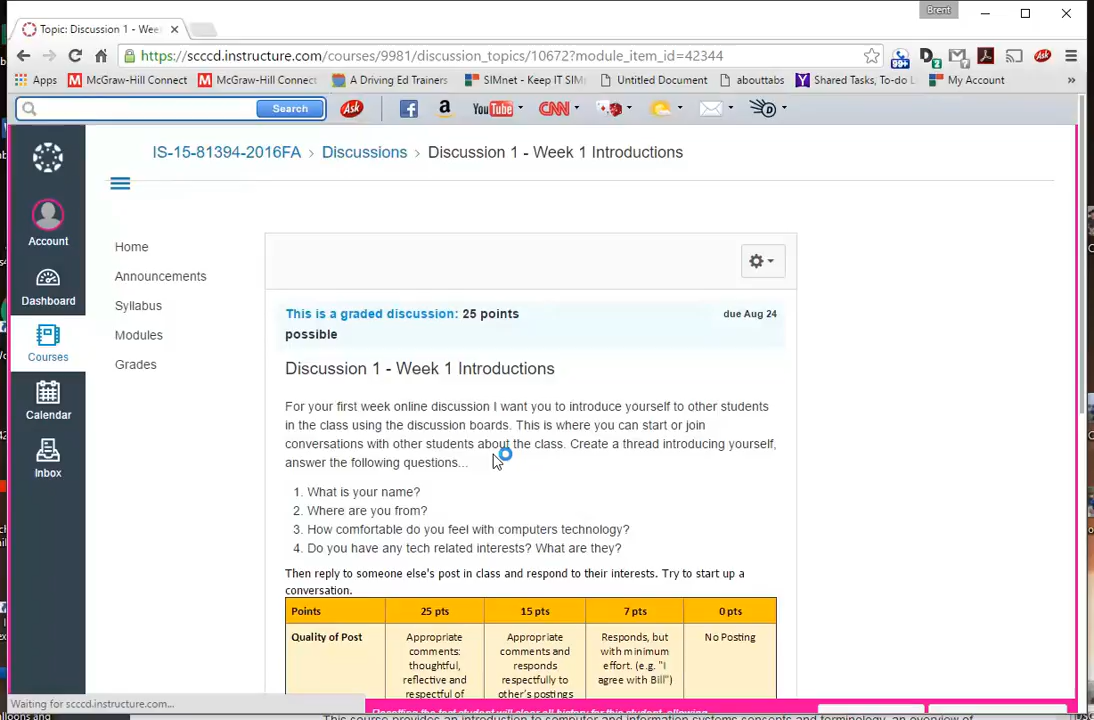 Brent
Topic: Discussion 1 - Wee
https://scccd.instructure.com/courses/9981/discussion_topics/10672?module_item_id=42344
99+ D 2 Ask
Apps McGraw-Hill Connect McGraw-Hill Connect A Driving Ed Trainers SIMnet - Keep IT SIM Untitled Document abouttabs Shared Tasks, To-do L My Account »
Search Ask f a YouTube CNN
IS-15-81394-2016FA > Discussions > Discussion 1 - Week 1 Introductions
Account
Dashboard
Courses
Calendar
Inbox
Home
Announcements
Syllabus
Modules
Grades
This is a graded discussion: 25 points possible due Aug 24
Discussion 1 - Week 1 Introductions
For your first week online discussion I want you to introduce yourself to other students
in the class using the discussion boards. This is where you can start or join
conversations with other students about the class. Create a thread introducing yourself,
answer the following questions...
1. What is your name?
2. Where are you from?
3. How comfortable do you feel with computers technology?
4. Do you have any tech related interests? What are they?
Then reply to someone else's post in class and respond to their interests. Try to start up a
conversation.
Points 25 pts 15 pts 7 pts 0 pts
Quality of Post Appropriate Appropriate Responds, but No Posting
comments: comments and with minimum
thoughtful, responds effort. (e.g. "I
reflective and respectfully to agree with Bill")
respectful of other's postings
Waiting for scccd.instructure.com...